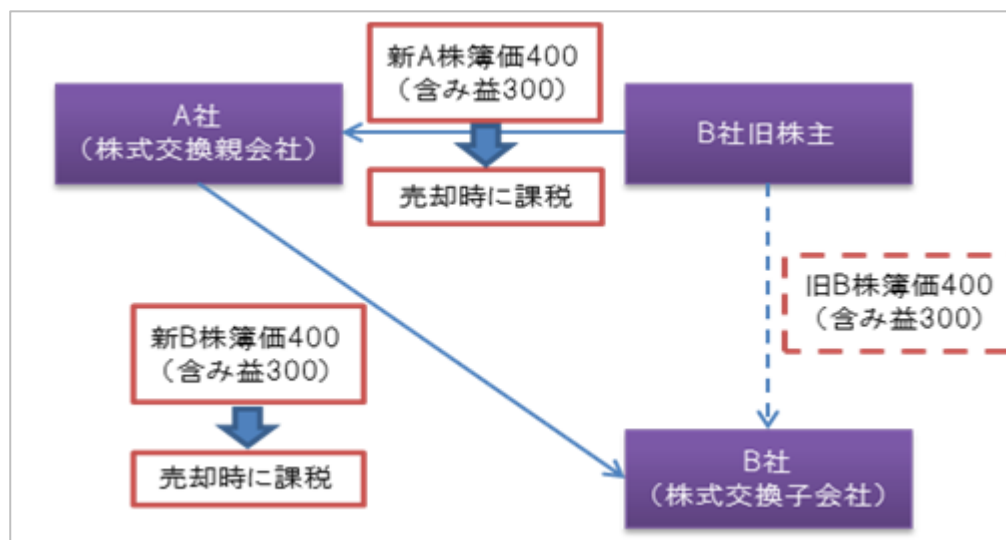 新A株簿価400
（含み益300）
A社
（株式交換親会社）
B社旧株主
売却時に課税
旧B株簿価400
（含み益300）
新B株簿価400
（含み益300）
売却時に課税
B社
（株式交換子会社）